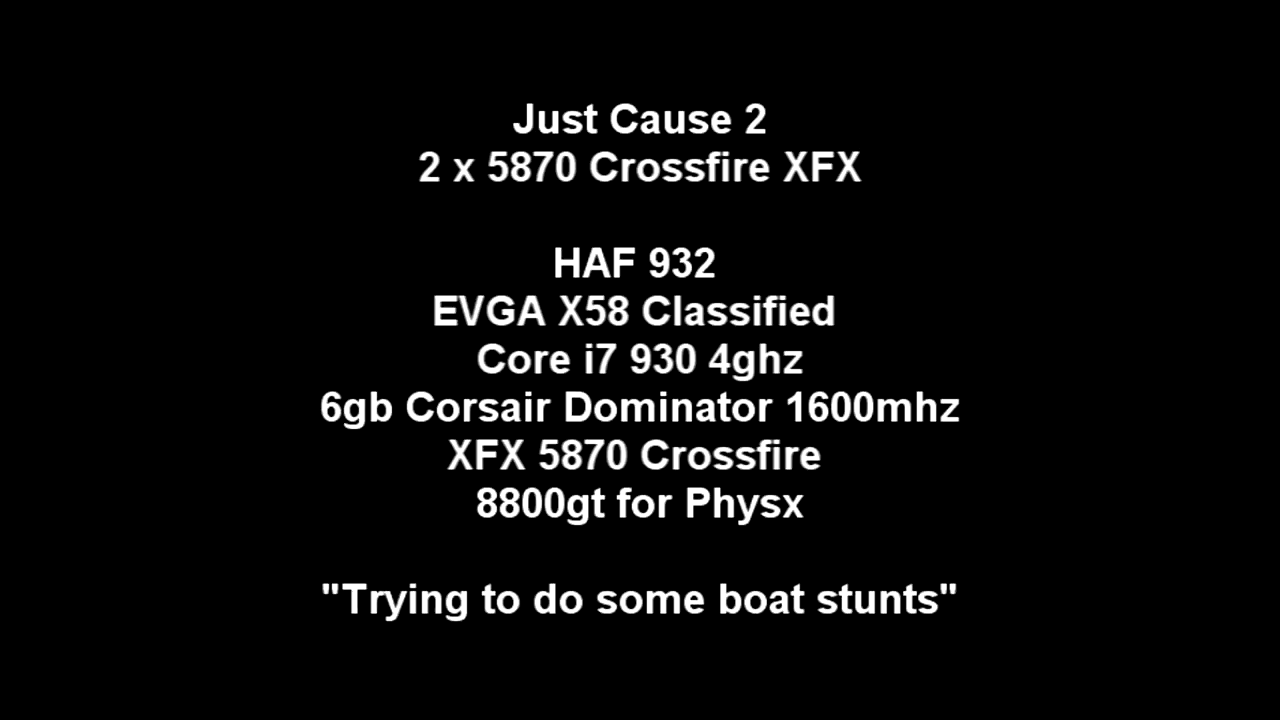 Just Cause 2
2 x 5870 Crossfire XFX
HAF 932
EVGA X58 Classified
Core i7 930 4ghz
6gb Corsair Dominator 1600mhz
XFX 5870 Crossfire
8800gt for Physx
"Trying to do some boat stunts"